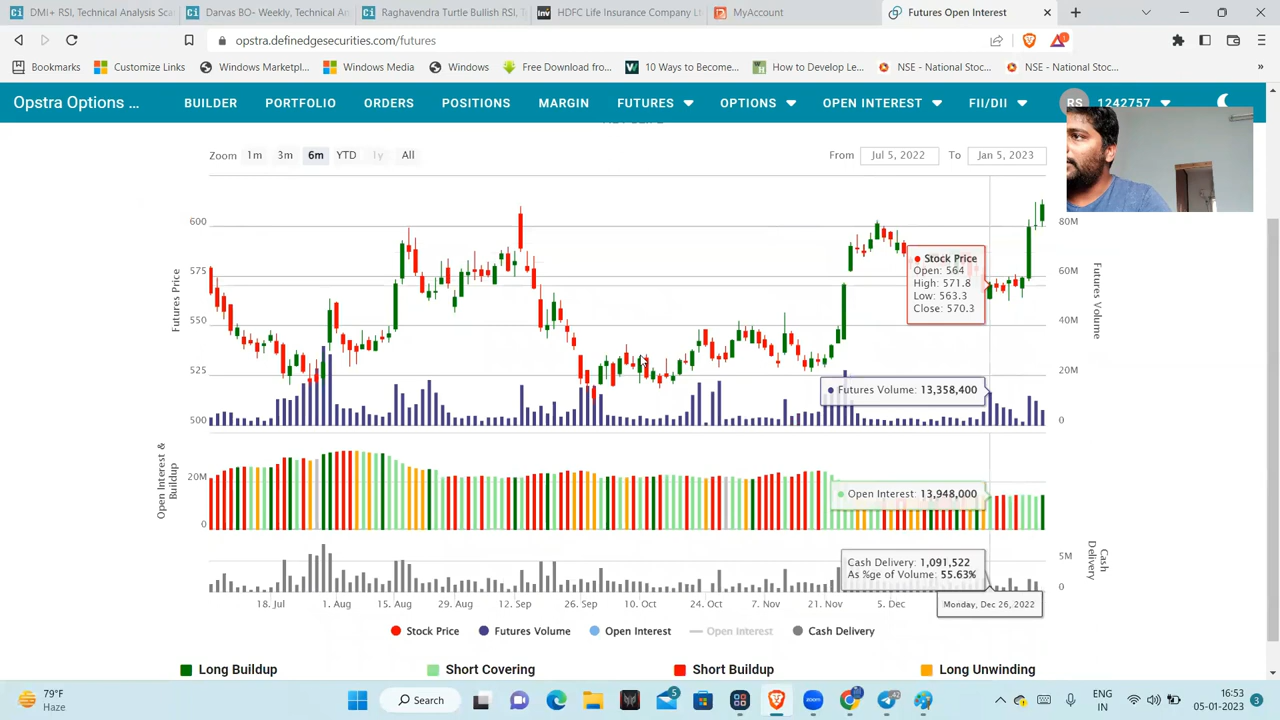 DMI+ RSI, Technical Analysis Sca
Darvas BO- Weekly, Technical An
Raghavendra Turtle Bullish RSI, T
HDFC Life Insurance Company Lt
MyAccount
Futures Open Interest
opstra.definedgesecurities.com/futures
Bookmarks
Customize Links
Windows Marketpl...
Windows Media
Windows
Free Download fro...
10 Ways to Become...
How to Develop Le...
NSE - National Stoc...
NSE - National Stoc...
»
Opstra Options ...
BUILDER
PORTFOLIO
ORDERS
POSITIONS
MARGIN
FUTURES
OPTIONS
OPEN INTEREST
FII/DII
RS
1242757
Zoom
1m
3m
6m
YTD
1y
All
From
Jul 5, 2022
To
Jan 5, 2023
600
575
550
525
500
Futures Price
80M
60M
40M
20M
0
Futures Volume
Stock Price
Open: 564
High: 571.8
Low: 563.3
Close: 570.3
Futures Volume: 13,358,400
Open Interest &
Buildup
20M
0
Open Interest: 13,948,000
Cash Delivery: 1,091,522
As %ge of Volume: 55.63%
5M
0
Cash
Delivery
18. Jul
1. Aug
15. Aug
29. Aug
12. Sep
26. Sep
10. Oct
24. Oct
7. Nov
21. Nov
5. Dec
Monday, Dec 26, 2022
Stock Price
Futures Volume
Open Interest
Open Interest
Cash Delivery
Long Buildup
Short Covering
Short Buildup
Long Unwinding
79°F
Haze
Search
5
42
ENG
IN
16:53
05-01-2023
3